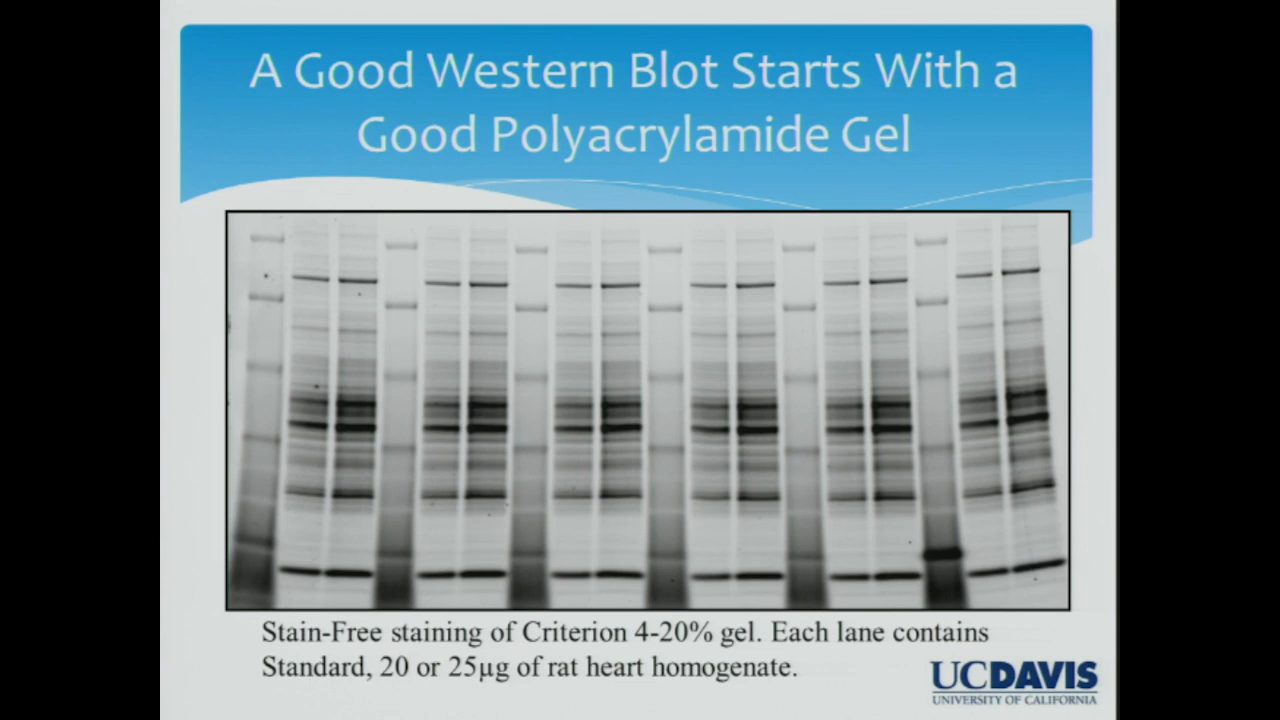 A Good Western Blot Starts With a
Good Polyacrylamide Gel
Stain-Free staining of Criterion 4-20% gel. Each lane contains
Standard, 20 or 25µg of rat heart homogenate.
UCDAVIS
UNIVERSITY OF CALIFORNIA